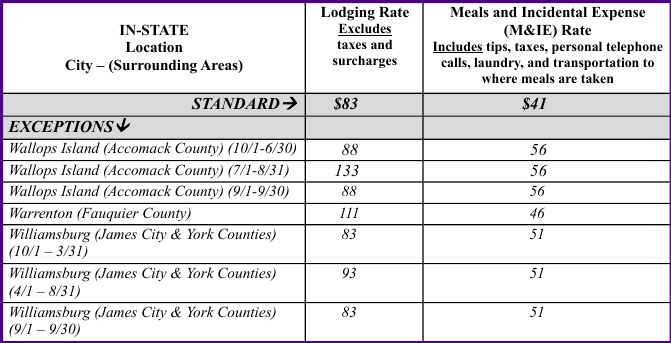 IN-STATE
Location
City – (Surrounding Areas)
Lodging Rate
Excludes
taxes and
surcharges
Meals and Incidental Expense
(M&IE) Rate
Includes tips, taxes, personal telephone
calls, laundry, and transportation to
where meals are taken
STANDARD→ $83 $41
EXCEPTIONS↓
Wallops Island (Accomack County) (10/1-6/30) 88 56
Wallops Island (Accomack County) (7/1-8/31) 133 56
Wallops Island (Accomack County) (9/1-9/30) 88 56
Warrenton (Fauquier County) 111 46
Williamsburg (James City & York Counties) 83 51
(10/1 – 3/31)
Williamsburg (James City & York Counties) 93 51
(4/1 – 8/31)
Williamsburg (James City & York Counties) 83 51
(9/1 – 9/30)